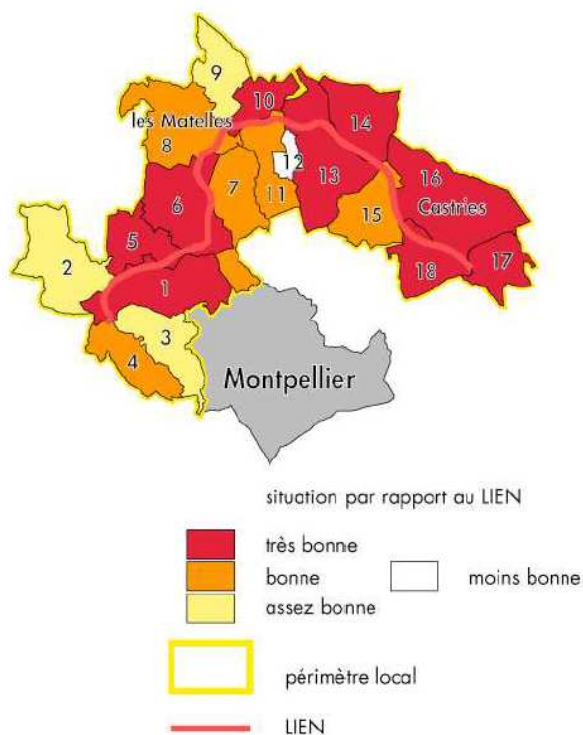 9
10
les Matelles
14
8
12
16
13
7
6
11
Castries
15
5
2
18
17
1
3
4
Montpellier
situation par rapport au LIEN
très bonne
bonne
moins bonne
assez bonne
périmètre local
LIEN